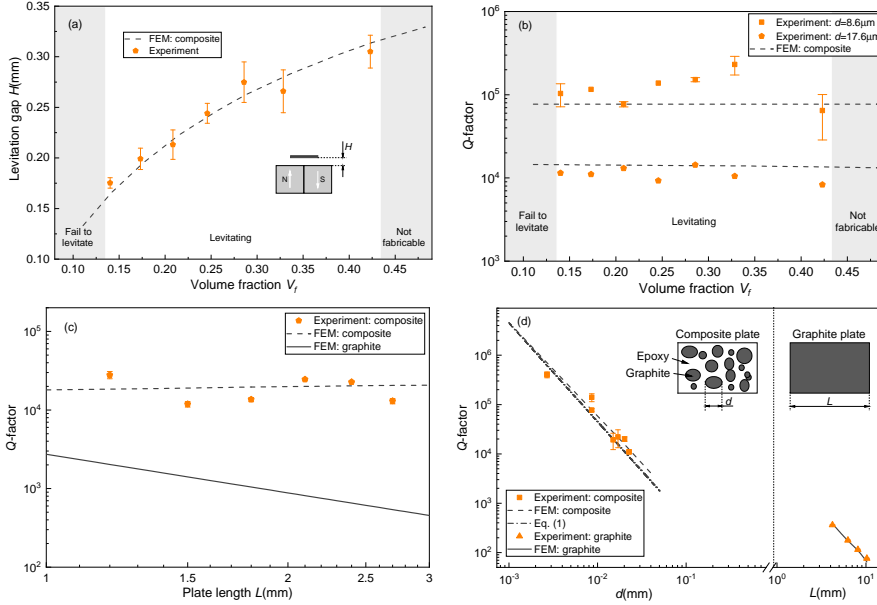 (a)
FEM: composite
Experiment
Levitation gap H(mm)
0.35
0.30
0.25
0.20
0.15
0.10
H
N
S
Fail to
levitate
Levitating
Not
fabricable
0.10 0.15 0.20 0.25 0.30 0.35 0.40 0.45
Volume fraction Vf
(b)
Experiment: d=8.6μm
Experiment: d=17.6μm
FEM: composite
Q-factor
10^6
10^5
10^4
10^3
Fail to
levitate
Levitating
Not
fabricable
0.10 0.15 0.20 0.25 0.30 0.35 0.40 0.45
Volume fraction Vf
(c)
Experiment: composite
FEM: composite
FEM: graphite
Q-factor
10^5
10^4
10^3
10^2
1 1.5 2 2.5 3
Plate length L(mm)
(d)
Composite plate
Graphite plate
Epoxy
Graphite
d
L
Q-factor
10^6
10^5
10^4
10^3
10^2
Experiment: composite
FEM: composite
Eq. (1)
Experiment: graphite
FEM: graphite
10^-3 10^-2 10^-1 10^0 10^1
d(mm) L(mm)